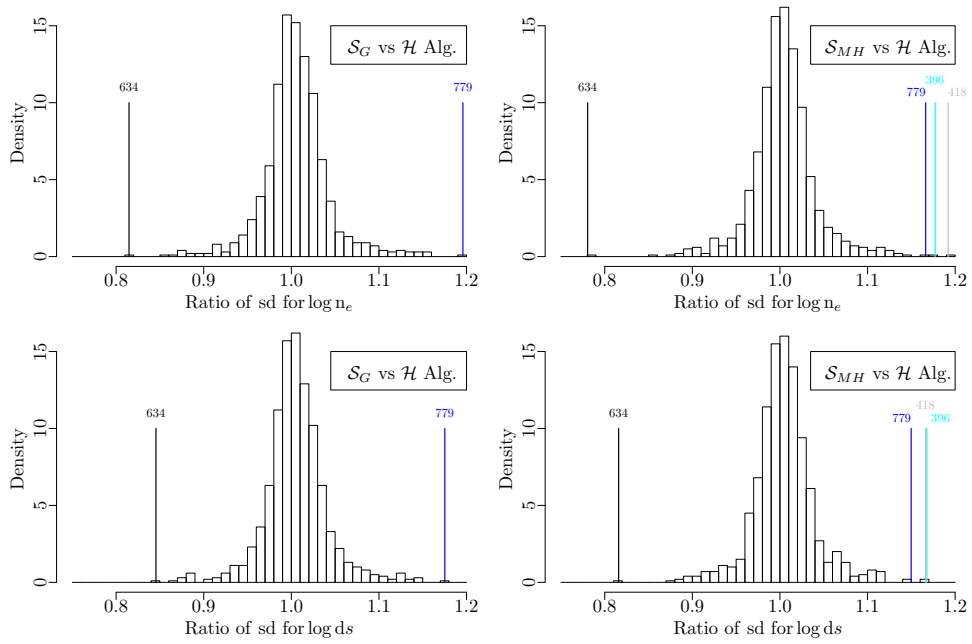 15
10
5
0
Density
S_G vs H Alg.
634
779
0.8 0.9 1.0 1.1 1.2
Ratio of sd for log n_e
15
10
5
0
Density
S_MH vs H Alg.
634
779
396
418
0.8 0.9 1.0 1.1 1.2
Ratio of sd for log n_e
15
10
5
0
Density
S_G vs H Alg.
634
779
0.8 0.9 1.0 1.1 1.2
Ratio of sd for log ds
15
10
5
0
Density
S_MH vs H Alg.
634
779
418
396
0.8 0.9 1.0 1.1 1.2
Ratio of sd for log ds